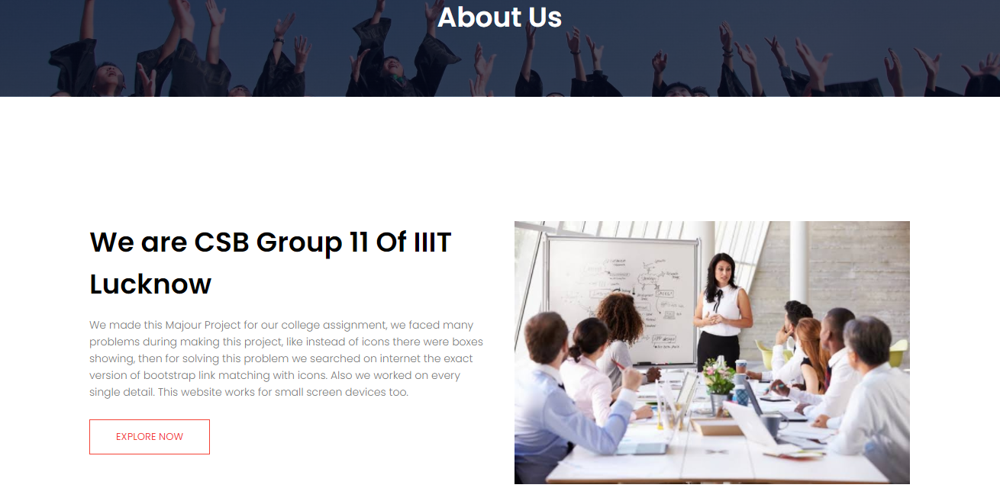 About Us
We are CSB Group 11 Of IIIT
Lucknow
We made this Majour Project for our college assignment, we faced many
problems during making this project, like instead of icons there were boxes
showing, then for solving this problem we searched on internet the exact
version of bootstrap link matching with icons. Also we worked on every
single detail. This website works for small screen devices too.
EXPLORE NOW